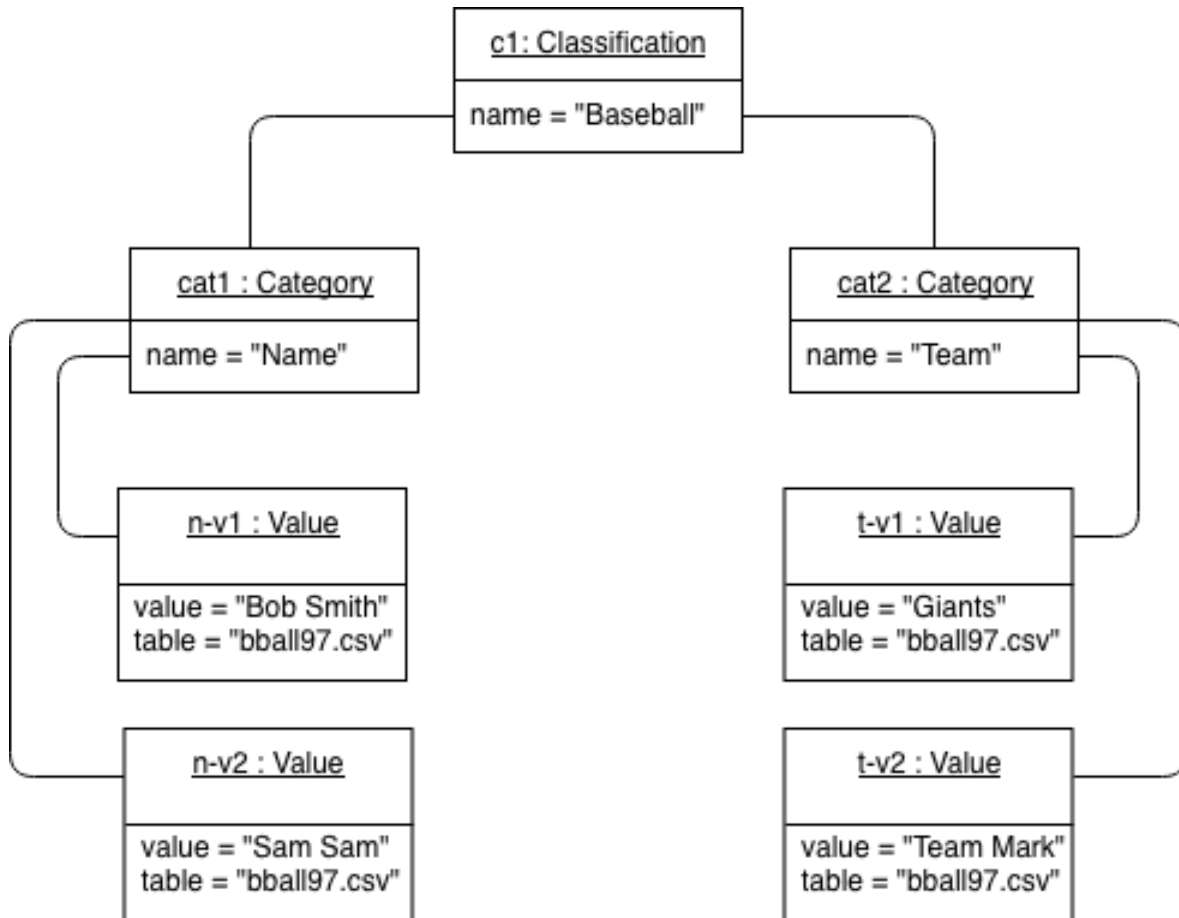 c1: Classification
name = "Baseball"
cat1 : Category
name = "Name"
cat2 : Category
name = "Team"
n-v1 : Value
value = "Bob Smith"
table = "bball97.csv"
t-v1 : Value
value = "Giants"
table = "bball97.csv"
n-v2 : Value
value = "Sam Sam"
table = "bball97.csv"
t-v2 : Value
value = "Team Mark"
table = "bball97.csv"